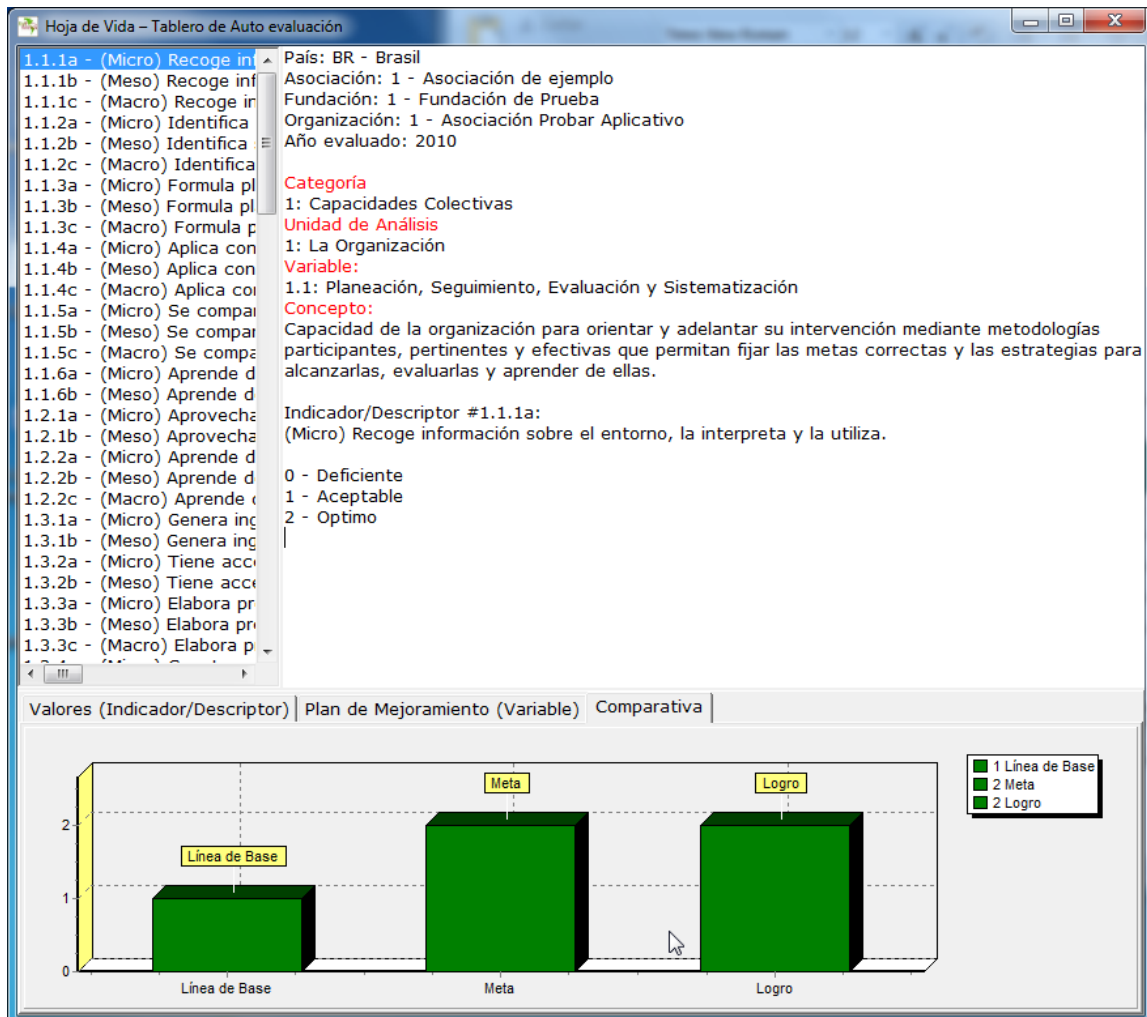 Hoja de Vida – Tablero de Auto evaluación
1.1.1a - (Micro) Recoge inf
1.1.1b - (Meso) Recoge inf
1.1.1c - (Macro) Recoge in
1.1.2a - (Micro) Identifica
1.1.2b - (Meso) Identifica
1.1.2c - (Macro) Identifica
1.1.3a - (Micro) Formula pl
1.1.3b - (Meso) Formula pl
1.1.3c - (Macro) Formula p
1.1.4a - (Micro) Aplica con
1.1.4b - (Meso) Aplica con
1.1.4c - (Macro) Aplica co
1.1.5a - (Micro) Se compar
1.1.5b - (Meso) Se compar
1.1.5c - (Macro) Se compa
1.1.6a - (Micro) Aprende d
1.1.6b - (Meso) Aprende d
1.2.1a - (Micro) Aprovecha
1.2.1b - (Meso) Aprovecha
1.2.2a - (Micro) Aprende d
1.2.2b - (Meso) Aprende d
1.2.2c - (Macro) Aprende
1.3.1a - (Micro) Genera ing
1.3.1b - (Meso) Genera ing
1.3.2a - (Micro) Tiene acce
1.3.2b - (Meso) Tiene acce
1.3.3a - (Micro) Elabora pr
1.3.3b - (Meso) Elabora pr
1.3.3c - (Macro) Elabora p
País: BR - Brasil
Asociación: 1 - Asociación de ejemplo
Fundación: 1 - Fundación de Prueba
Organización: 1 - Asociación Probar Aplicativo
Año evaluado: 2010
Categoría
1: Capacidades Colectivas
Unidad de Análisis
1: La Organización
Variable:
1.1: Planeación, Seguimiento, Evaluación y Sistematización
Concepto:
Capacidad de la organización para orientar y adelantar su intervención mediante metodologías
participantes, pertinentes y efectivas que permitan fijar las metas correctas y las estrategias para
alcanzarlas, evaluarlas y aprender de ellas.
Indicador/Descriptor #1.1.1a:
(Micro) Recoge información sobre el entorno, la interpreta y la utiliza.
0 - Deficiente
1 - Aceptable
2 - Optimo
Valores (Indicador/Descriptor)
Plan de Mejoramiento (Variable)
Comparativa
2
1
0
Línea de Base
Meta
Logro
Línea de Base
Meta
Logro
1 Línea de Base
2 Meta
2 Logro